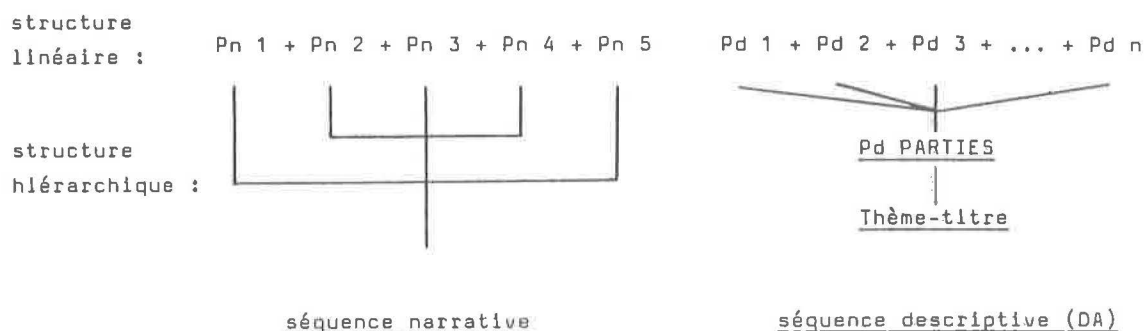 structure
linéaire :
Pn 1 + Pn 2 + Pn 3 + Pn 4 + Pn 5
Pd 1 + Pd 2 + Pd 3 + ... + Pd n
structure
hiérarchique :
Pd PARTIES
Thème-titre
séquence narrative
séquence descriptive (DA)